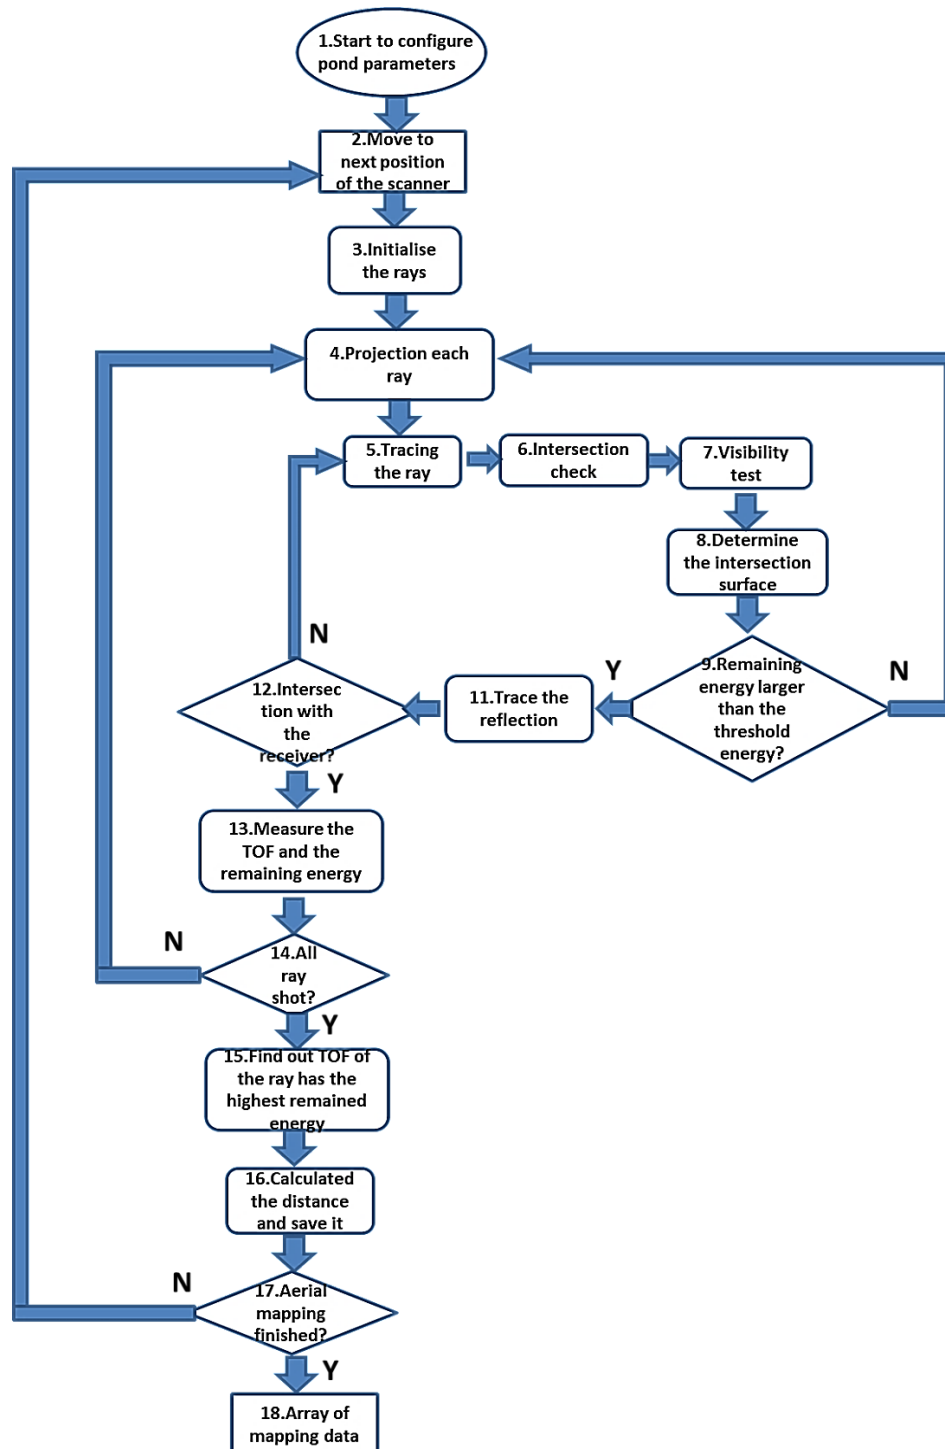 1.Start to configure
pond parameters
2.Move to
next position
of the scanner
3.Initialise
the rays
4.Projection each
ray
5.Tracing
the ray
6.Intersection
check
7.Visibility
test
8.Determine
the intersection
surface
9.Remaining
energy larger
than the
threshold
energy?
N
Y
11.Trace the
reflection
12.Intersec
tion with
the
receiver?
N
Y
13.Measure the
TOF and the
remaining energy
14.All
ray
shot?
N
Y
15.Find out TOF of
the ray has the
highest remained
energy
16.Calculated
the distance
and save it
17.Aerial
mapping
finished?
N
Y
18.Array of
mapping data